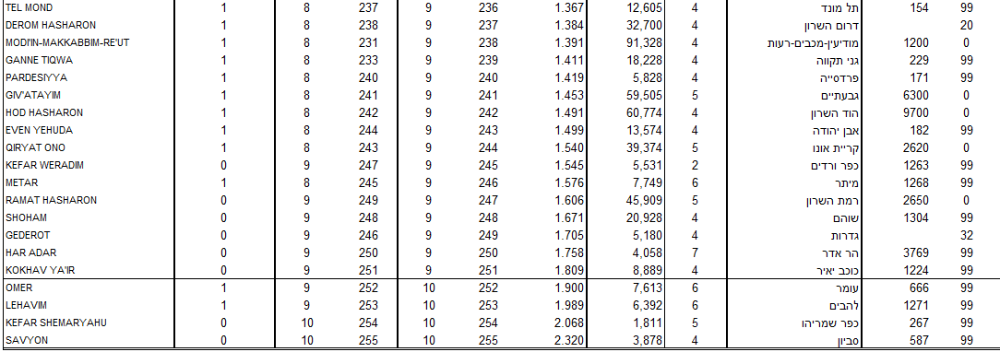 TEL MOND 1 8 237 9 236 1.367 12,605 4 תל מונד 154 99
DEROM HASHARON 1 8 238 9 237 1.384 32,700 4 דרום השרון 20
MODI'IN-MAKKABBIM-RE'UT 1 8 231 9 238 1.391 91,328 4 מודיעין-מכבים-רעות 1200 0
GANNE TIQWA 1 8 233 9 239 1.411 18,228 4 גני תקווה 229 99
PARDESIYYA 1 8 240 9 240 1.419 5,828 4 פרדסייה 171 99
GIV'ATAYIM 1 8 241 9 241 1.453 59,505 5 גבעתיים 6300 0
HOD HASHARON 1 8 242 9 242 1.491 60,774 4 הוד השרון 9700 0
EVEN YEHUDA 1 8 244 9 243 1.499 13,574 4 אבן יהודה 182 99
QIRYAT ONO 1 8 243 9 244 1.540 39,374 5 קריית אונו 2620 0
KEFAR WERADIM 0 9 247 9 245 1.545 5,531 2 כפר ורדים 1263 99
METAR 1 8 245 9 246 1.576 7,749 6 מיתר 1268 99
RAMAT HASHARON 0 9 249 9 247 1.606 45,909 5 רמת השרון 2650 0
SHOHAM 0 9 248 9 248 1.671 20,928 4 שוהם 1304 99
GEDEROT 0 9 246 9 249 1.705 5,180 4 גדרות 32
HAR ADAR 0 9 250 9 250 1.758 4,058 7 הר אדר 3769 99
KOKHAV YA'IR 0 9 251 9 251 1.809 8,889 4 כוכב יאיר 1224 99
OMER 1 9 252 10 252 1.900 7,613 6 עומר 666 99
LEHAVIM 1 9 253 10 253 1.989 6,392 6 להבים 1271 99
KEFAR SHEMARYAHU 0 10 254 10 254 2.068 1,811 5 כפר שמריהו 267 99
SAVYON 0 10 255 10 255 2.320 3,878 4 סביון 587 99